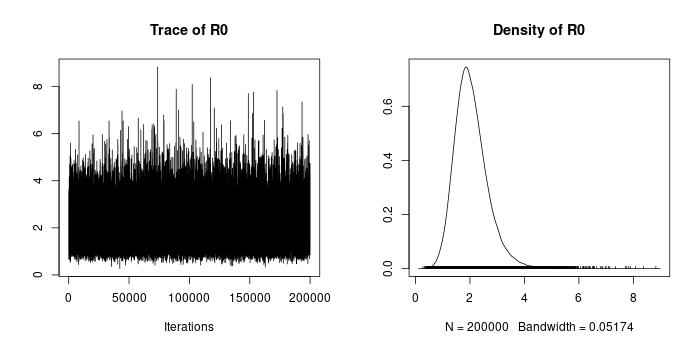 Trace of R0
8
6
4
2
0
0 50000 100000 150000 200000
Iterations
Density of R0
0.6
0.4
0.2
0.0
0 2 4 6 8
N = 200000 Bandwidth = 0.05174